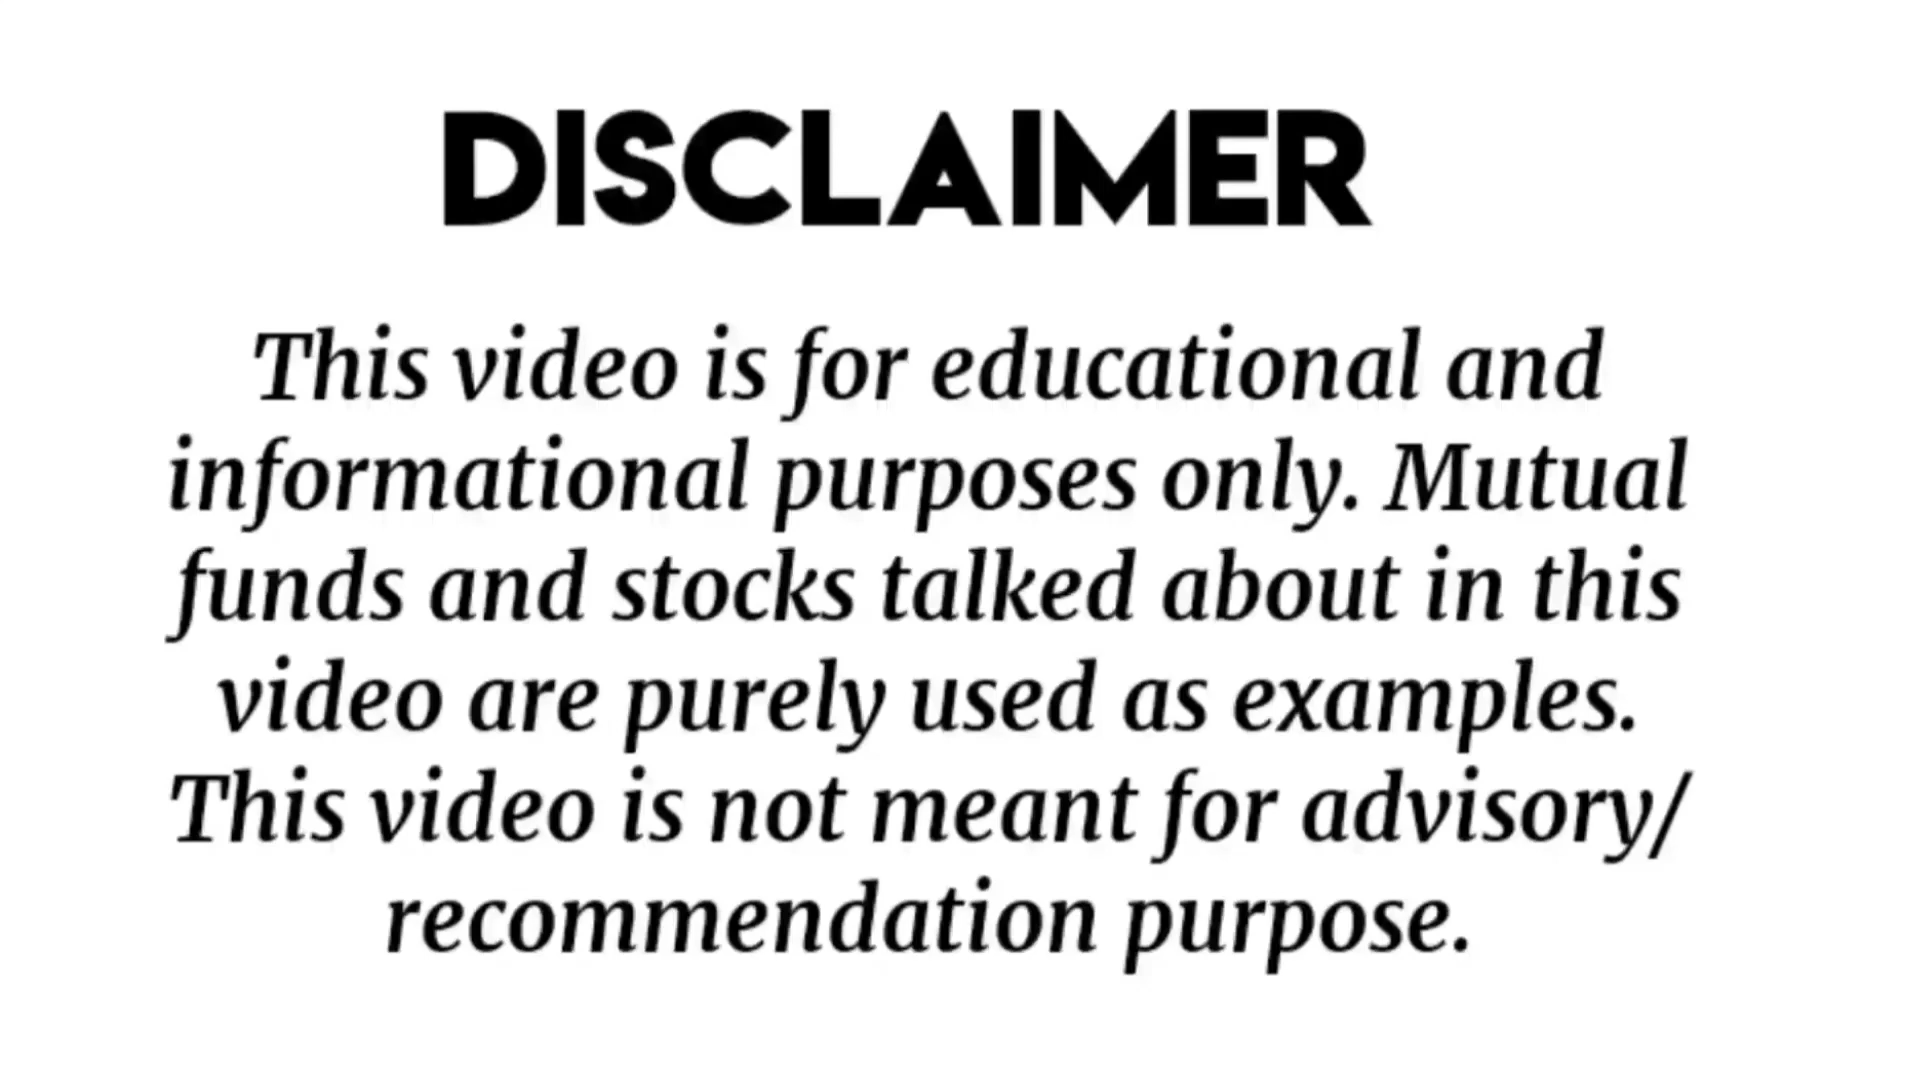 DISCLAIMER
This video is for educational and
informational purposes only. Mutual
funds and stocks talked about in this
video are purely used as examples.
This video is not meant for advisory/
recommendation purpose.